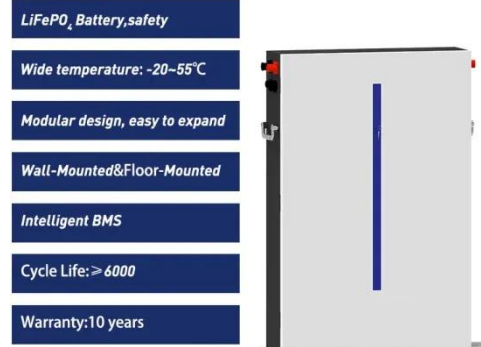 LiFePO₄ Battery,safety
Wide temperature: -20~55℃
Modular design, easy to expand
Wall-Mounted&Floor-Mounted
Intelligent BMS
Cycle Life:≥6000
Warranty:10 years